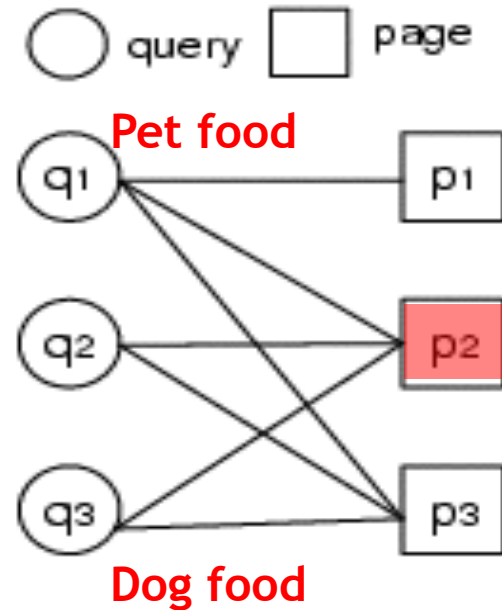 query page
Pet food
q1 p1
q2 p2
q3 p3
Dog food